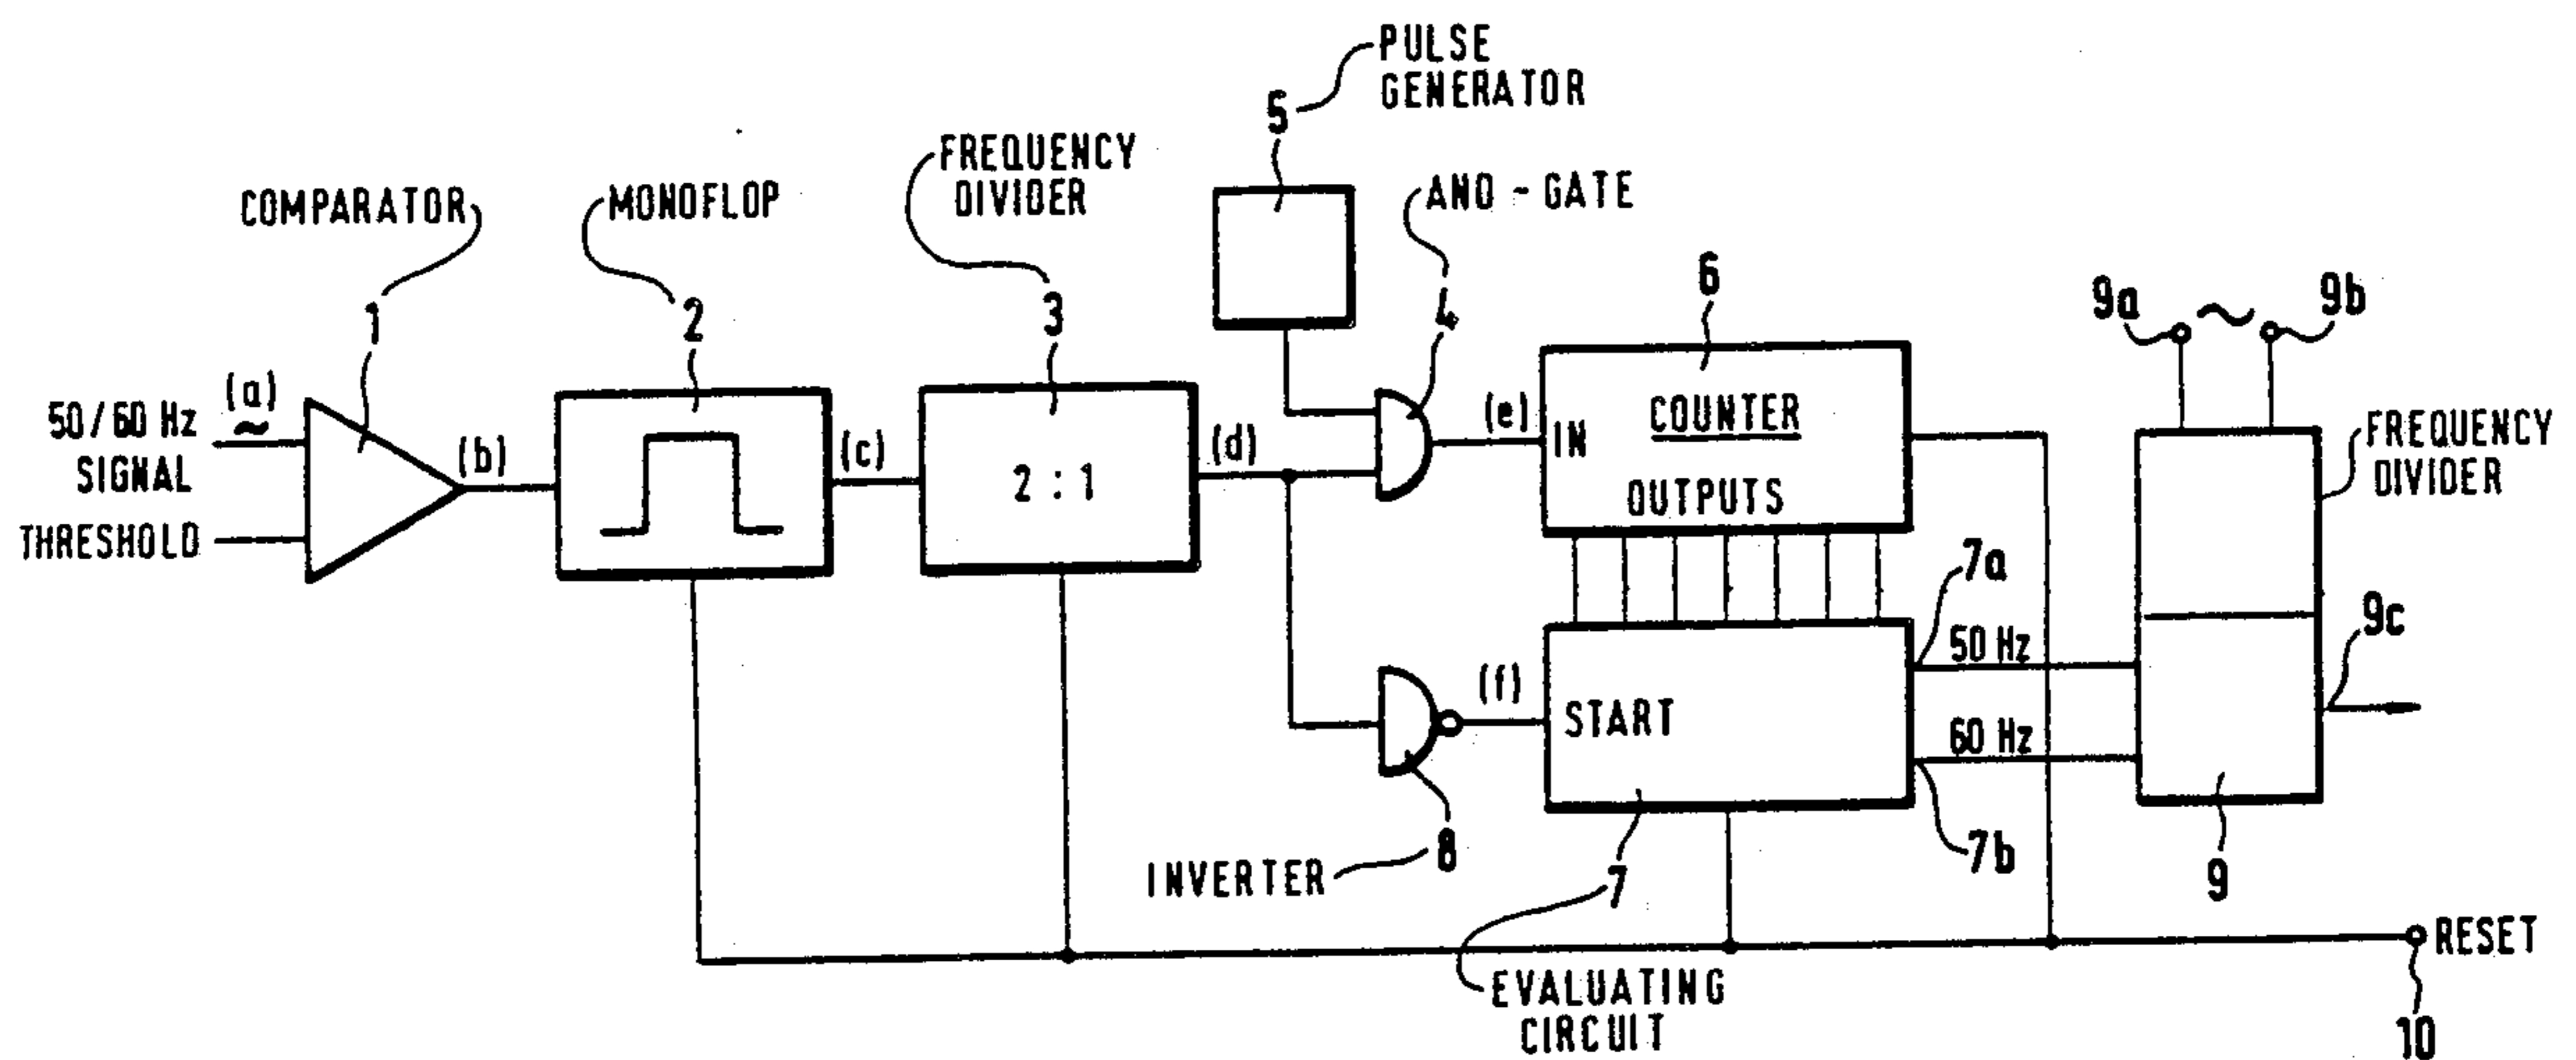 PULSE
GENERATOR
5
FREQUENCY
DIVIDER
AND - GATE
COMPARATOR
MONOFLOP
1
2
3
4
6
9a
~
9b
(a)
~
50/60 Hz
SIGNAL
THRESHOLD
(b)
(c)
2 : 1
(d)
(e)
IN
COUNTER
OUTPUTS
FREQUENCY
DIVIDER
7a
50 Hz
9c
(f)
START
60 Hz
7b
INVERTER
8
7
9
RESET
EVALUATING
CIRCUIT
10